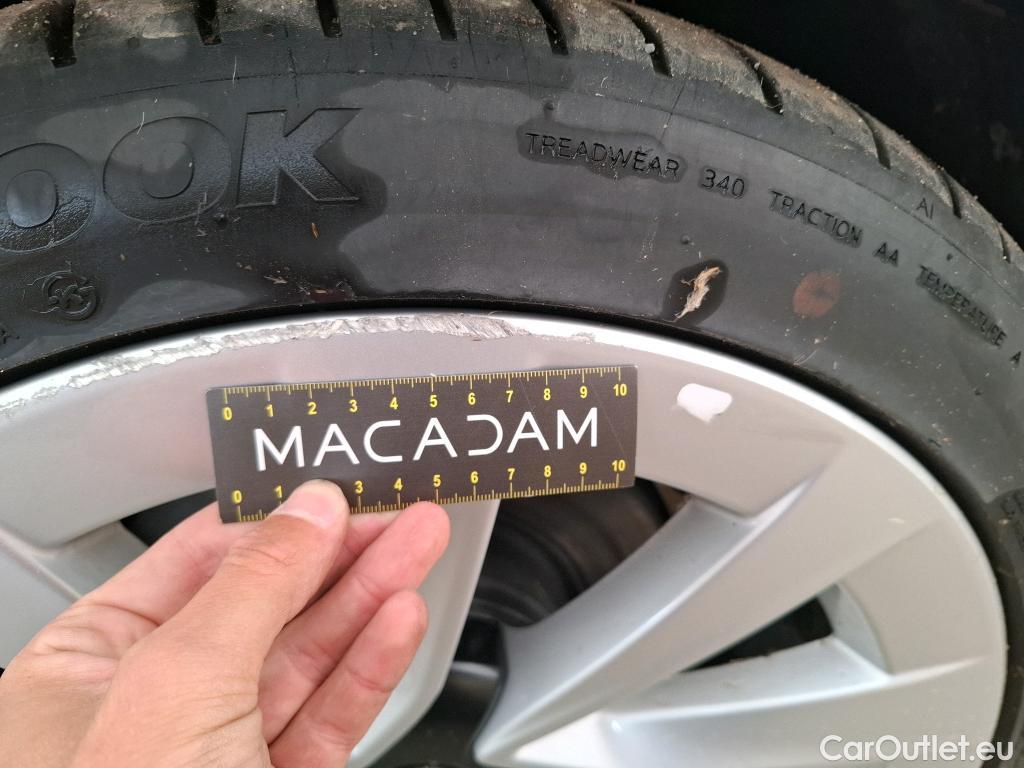 OOK
TREADWEAR 340 TRACTION AA TEMPERATURE A
A1
0 1 2 3 4 5 6 7 8 9 10
MACADAM
0 1 3 4 5 6 7 8 9 10
CarOutlet.eu